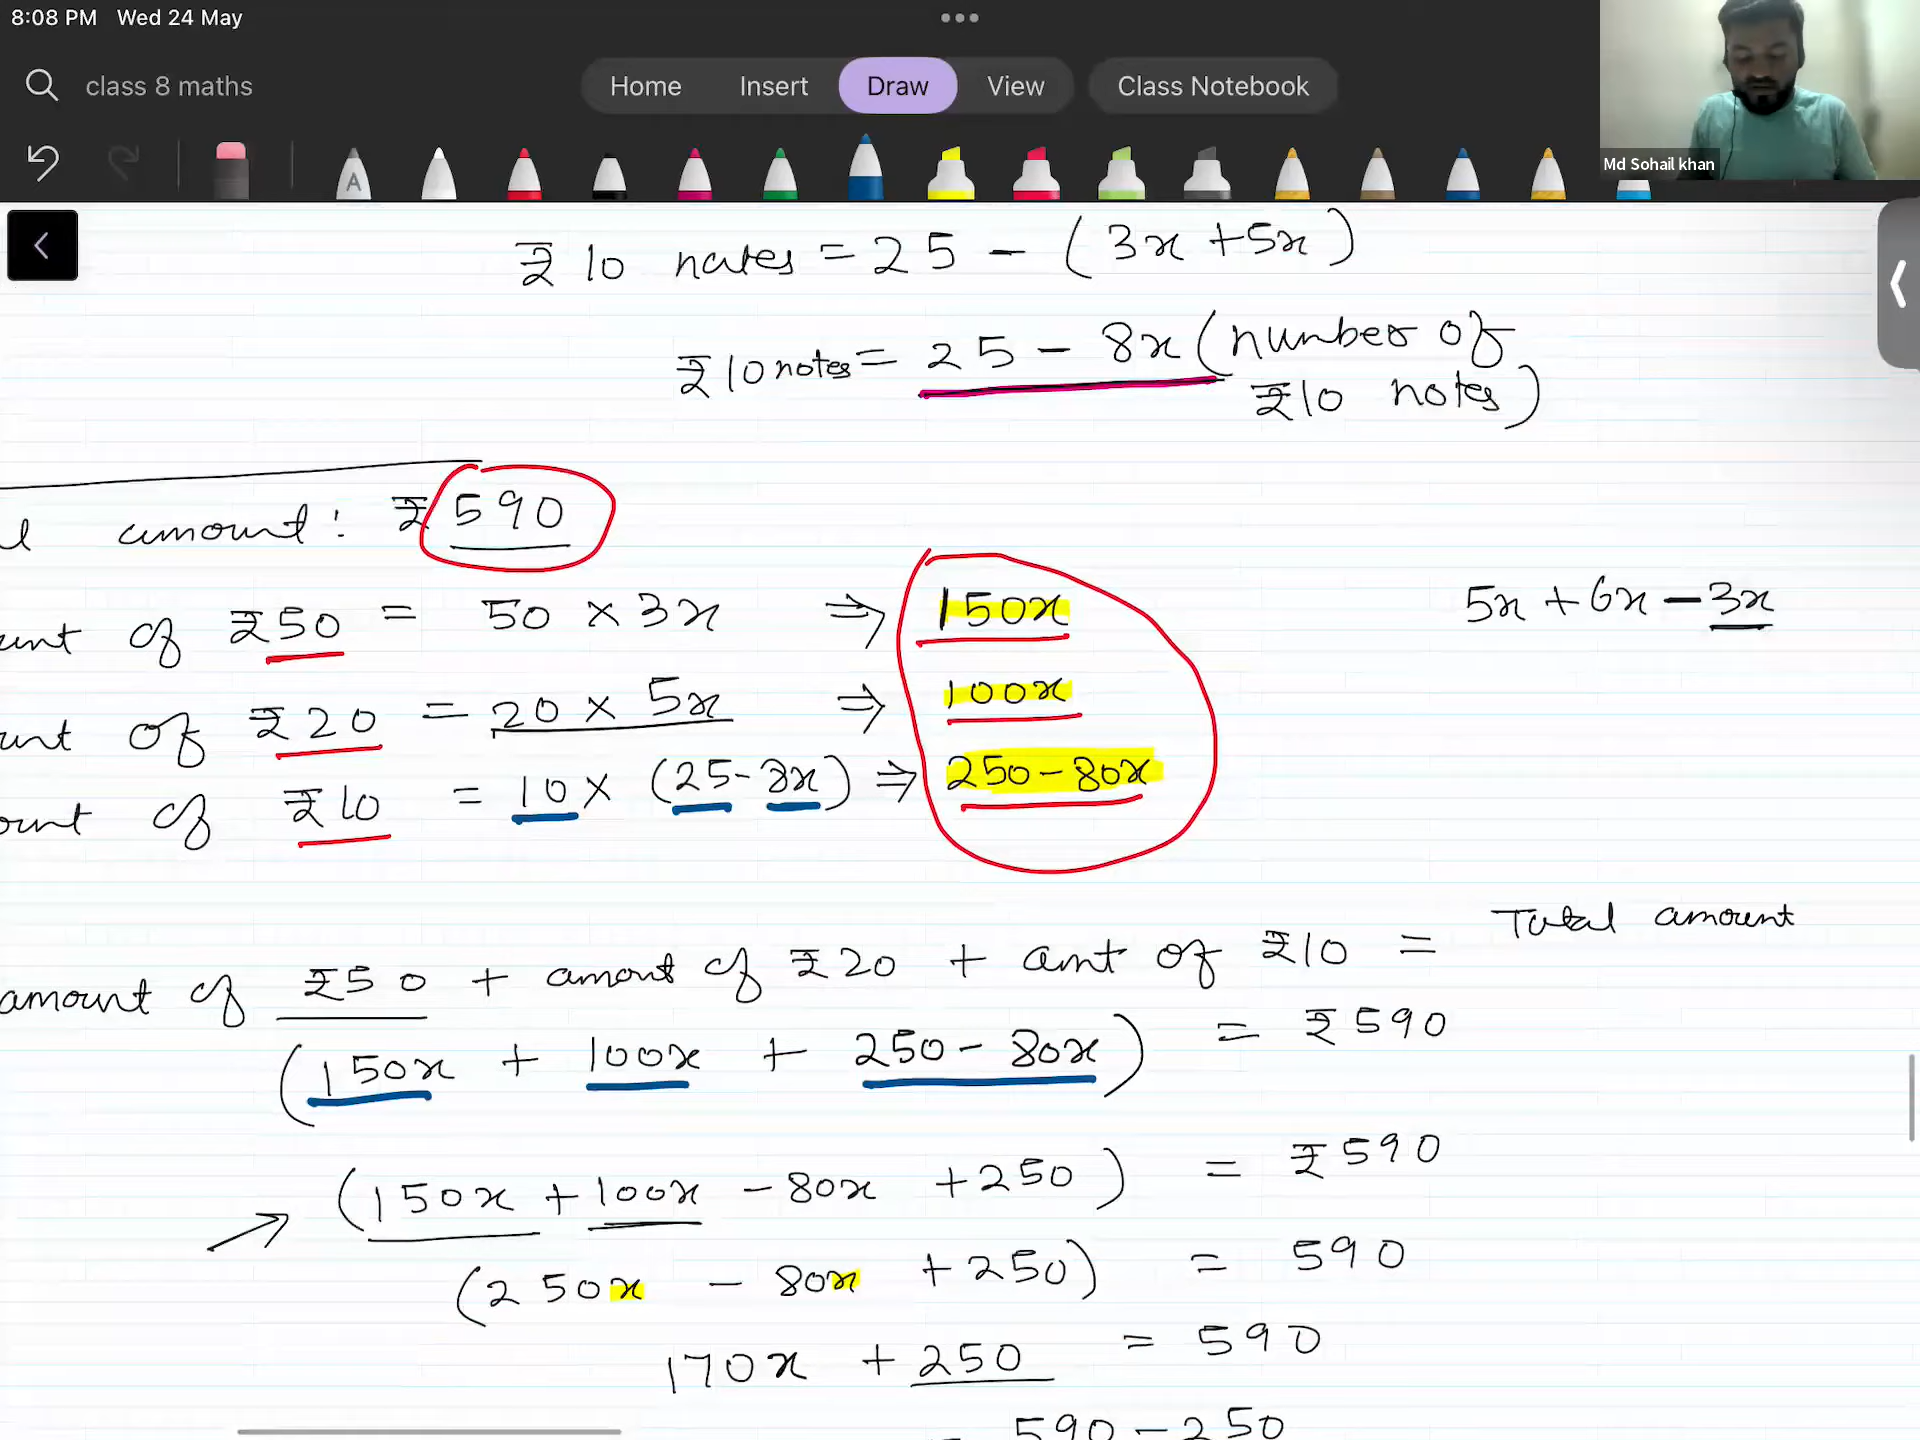 8:08 PM Wed 24 May
class 8 maths
Home Insert Draw View Class Notebook
A
Md Sohail khan
₹10 notes = 25 - (3x + 5x)
₹10 notes = 25 - 8x (number of
₹10 notes)
l amount : ₹590
unt of ₹50 = 50 × 3x ⇒ 150x
5x + 6x - 3x
unt of ₹20 = 20 × 5x ⇒ 100x
ount of ₹10 = 10 × (25 - 8x) ⇒ 250 - 80x
amount of ₹50 + amount of ₹20 + amt of ₹10 = Total amount
(150x + 100x + 250 - 80x) = ₹590
(150x + 100x - 80x + 250) = ₹590
(250x - 80x + 250) = 590
170x + 250 = 590
= 590 - 250